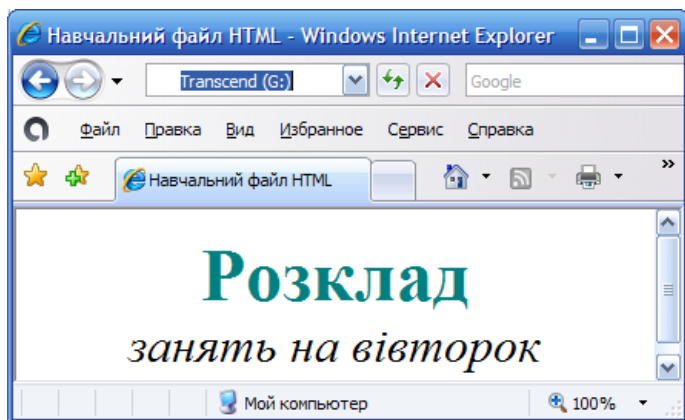 Навчальний файл HTML - Windows Internet Explorer
Transcend (G:)
Google
Файл Правка Вид Избранное Сервис Справка
Навчальний файл HTML
»
Розклад
занять на вівторок
Мой компьютер 100%